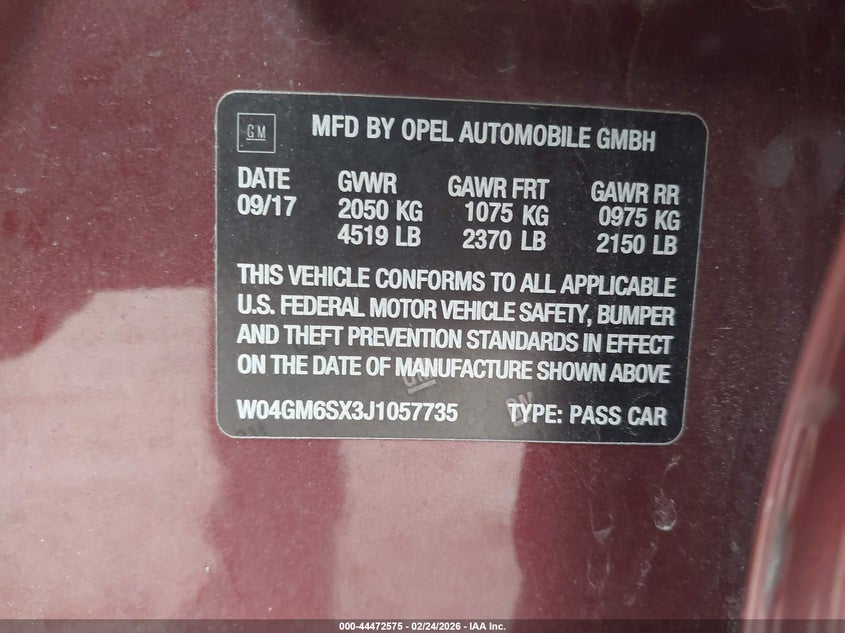 GM
MFD BY OPEL AUTOMOBILE GMBH
DATE GVWR GAWR FRT GAWR RR
09/17 2050 KG 1075 KG 0975 KG
4519 LB 2370 LB 2150 LB
THIS VEHICLE CONFORMS TO ALL APPLICABLE
U.S. FEDERAL MOTOR VEHICLE SAFETY, BUMPER
AND THEFT PREVENTION STANDARDS IN EFFECT
ON THE DATE OF MANUFACTURE SHOWN ABOVE
W04GM6SX3J1057735 TYPE: PASS CAR
GM
GM
GM
000-44472575 - 02/24/2026 - IAA Inc.